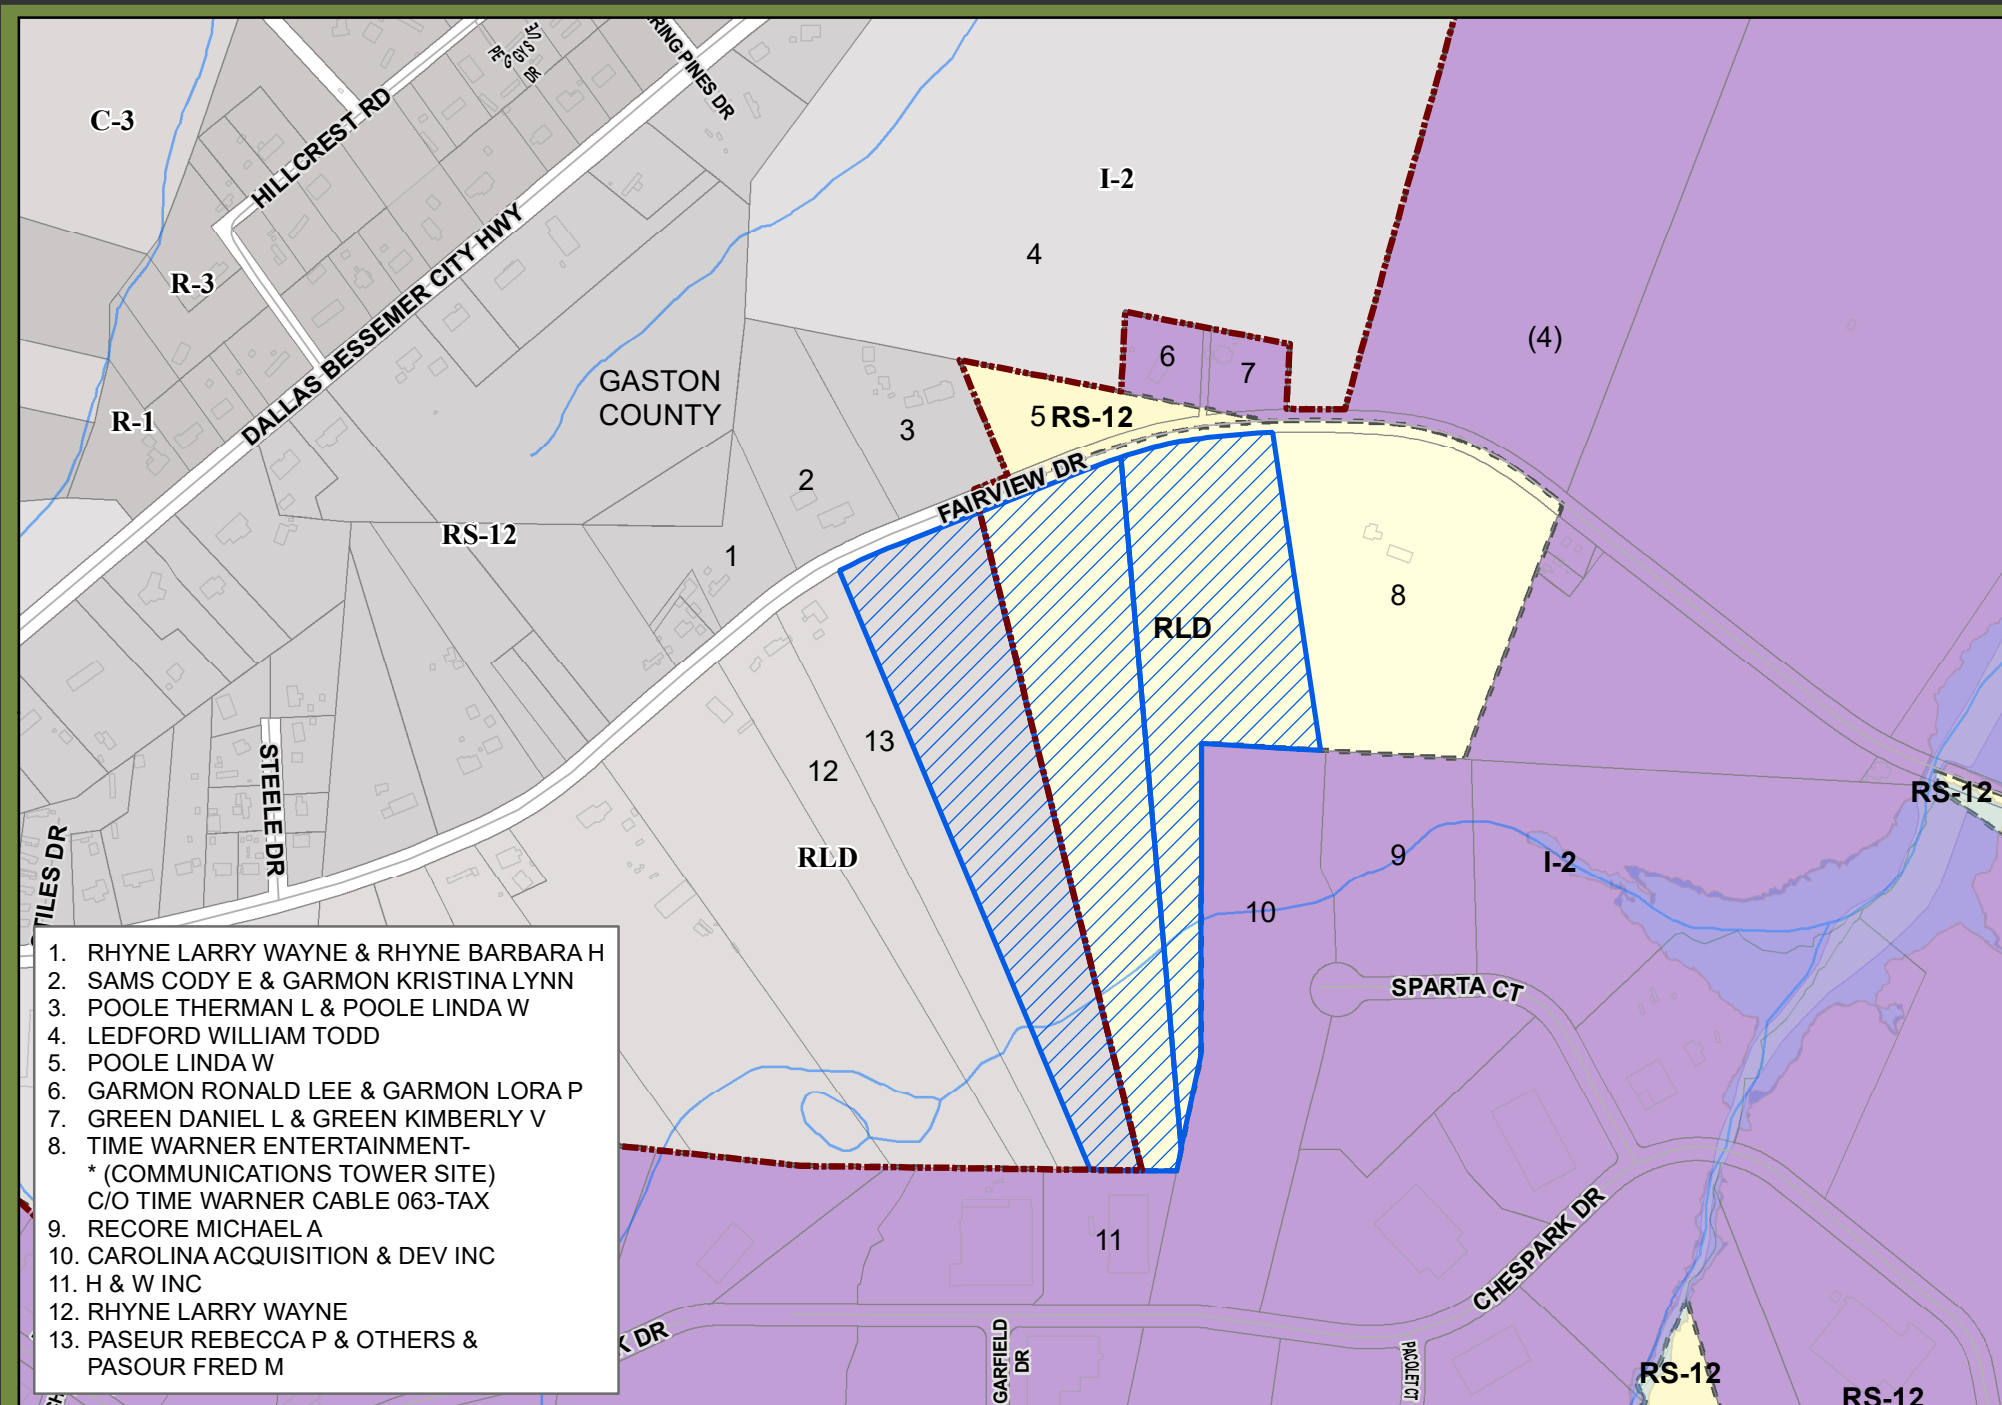 C-3
HILLCREST RD
PEGGYS
DR
DALLAS BESSEMER CITY HWY
I-2
4
R-3
R-1
GASTON
COUNTY
(4)
6
7
5
RS-12
3
2
1
FAIRVIEW DR
RS-12
8
RLD
13
12
RLD
STEELE DR
RS-12
9
I-2
10
SPARTA CT
1. RHYNE LARRY WAYNE & RHYNE BARBARA H
2. SAMS CODY E & GARMON KRISTINA LYNN
3. POOLE THERMAN L & POOLE LINDA W
4. LEDFORD WILLIAM TODD
5. POOLE LINDA W
6. GARMON RONALD LEE & GARMON LORA P
7. GREEN DANIEL L & GREEN KIMBERLY V
8. TIME WARNER ENTERTAINMENT-
* (COMMUNICATIONS TOWER SITE)
C/O TIME WARNER CABLE 063-TAX
9. RECORE MICHAEL A
10. CAROLINA ACQUISITION & DEV INC
11. H & W INC
12. RHYNE LARRY WAYNE
13. PASEUR REBECCA P & OTHERS &
PASOUR FRED M
11
CHESPARK DR
K DR
GARFIELD
DR
PACOLET CT
RS-12
RS-12
PINES DR